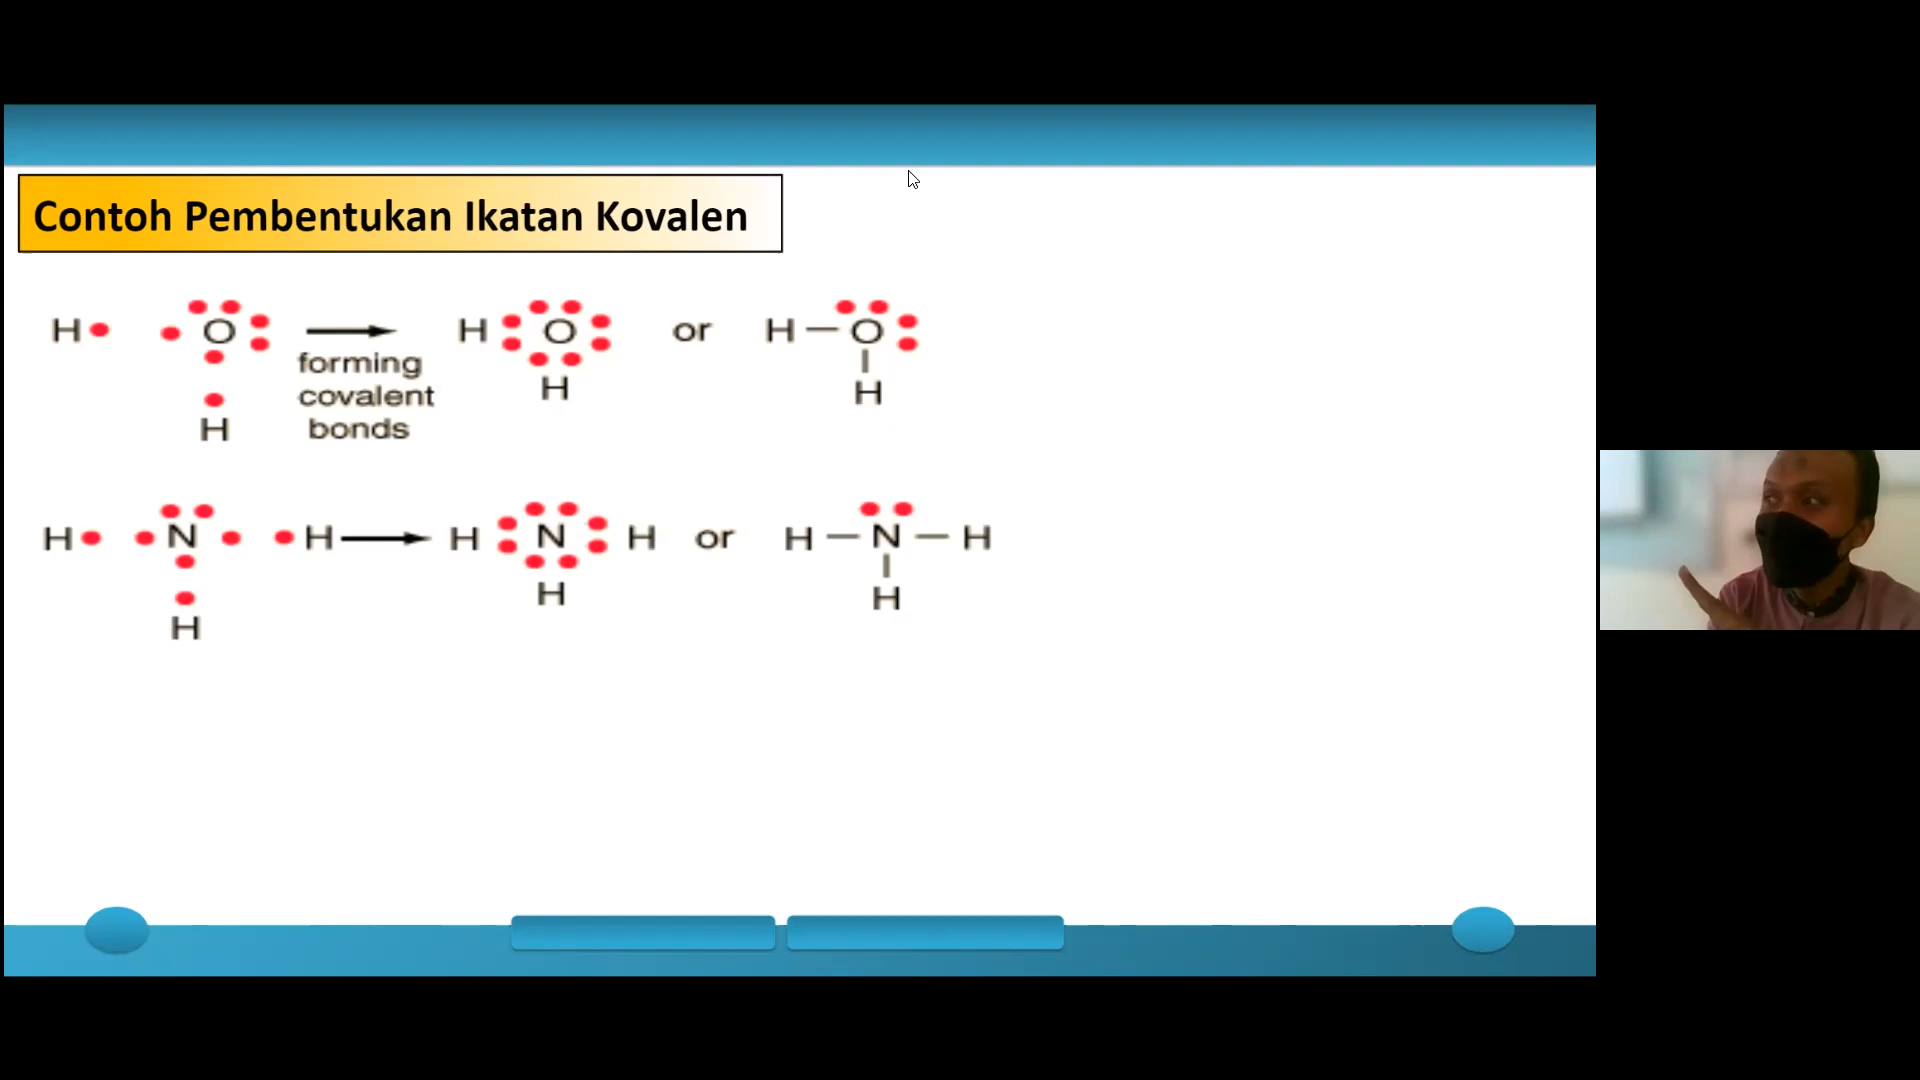 Contoh Pembentukan Ikatan Kovalen
H O H O or H – O
forming
covalent
bonds
H H H
H N H H N H or H – N – H
H H H